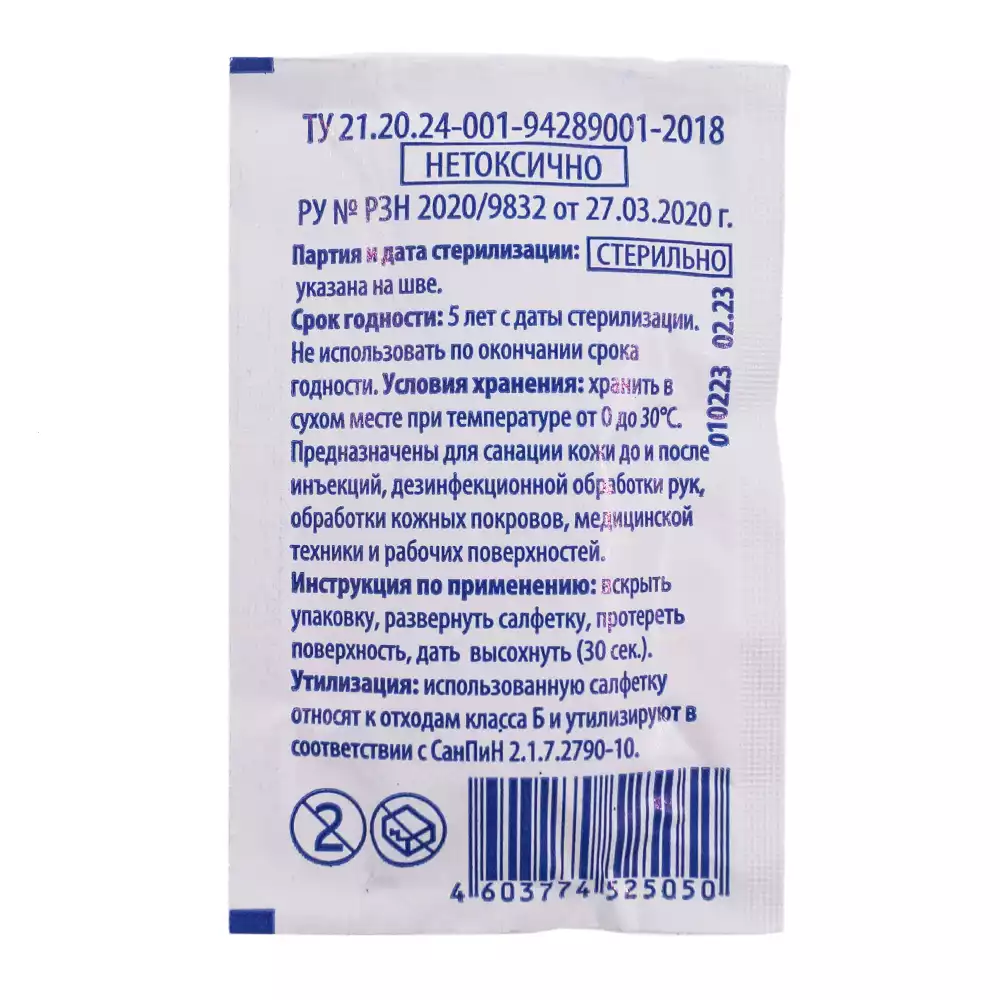 ТУ 21.20.24-001-94289001-2018
НЕТОКСИЧНО
РУ № РЗН 2020/9832 от 27.03.2020 г.
Партия и дата стерилизации: СТЕРИЛЬНО
указана на шве.
Срок годности: 5 лет с даты стерилизации.
Не использовать по окончании срока
годности. Условия хранения: хранить в
сухом месте при температуре от 0 до 30°С.
Предназначены для санации кожи до и после
инъекций, дезинфекционной обработки рук,
обработки кожных покровов, медицинской
техники и рабочих поверхностей.
Инструкция по применению: вскрыть
упаковку, развернуть салфетку, протереть
поверхность, дать высохнуть (30 сек.).
Утилизация: использованную салфетку
относят к отходам класса Б и утилизируют в
соответствии с СанПиН 2.1.7.2790-10.
010223 02.23
2
4 603774 525050